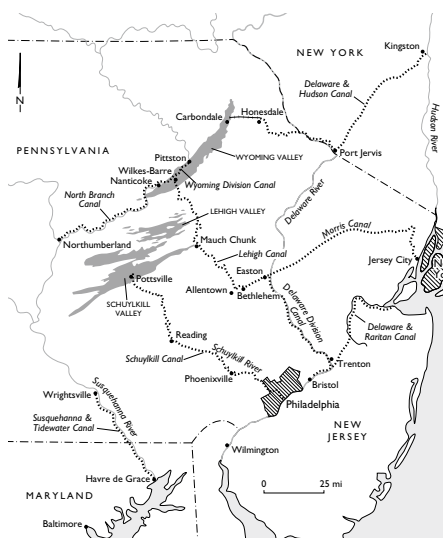 NEW YORK
Kingston
Delaware &
Hudson Canal
Hudson River
N
Carbondale
Honesdale
PENNSYLVANIA
Port Jervis
Pittston
WYOMING VALLEY
Wilkes-Barre
Nanticoke
Wyoming Division Canal
North Branch
Canal
Delaware River
LEHIGH VALLEY
Morris Canal
Northumberland
Mauch Chunk
Lehigh Canal
Jersey City
Easton
Pottsville
Allentown
Bethlehem
SCHUYLKILL
VALLEY
Delaware Division
Canal
Delaware &
Raritan Canal
Reading
Schuylkill Canal
Schuylkill River
Trenton
Phoenixville
Bristol
Susquehanna River
Wrightsville
Philadelphia
Susquehanna &
Tidewater Canal
NEW
JERSEY
Wilmington
Havre de Grace
MARYLAND
0 25 mi
Baltimore